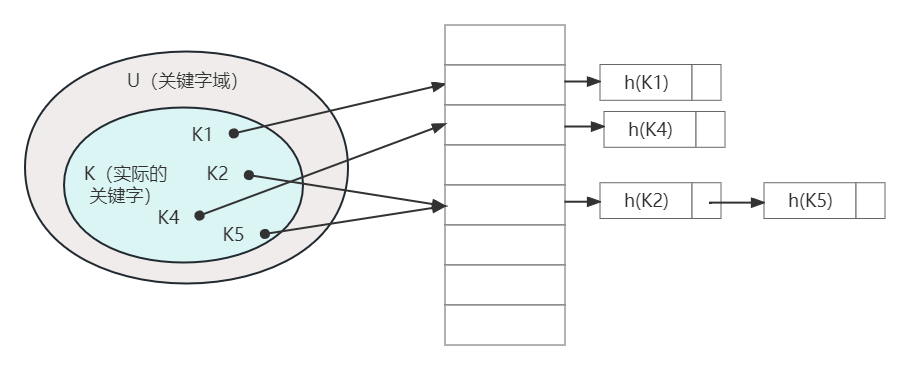 U（关键字域）
K1
K（实际的
关键字）
K2
K4
K5
h(K1)
h(K4)
h(K2)
h(K5)